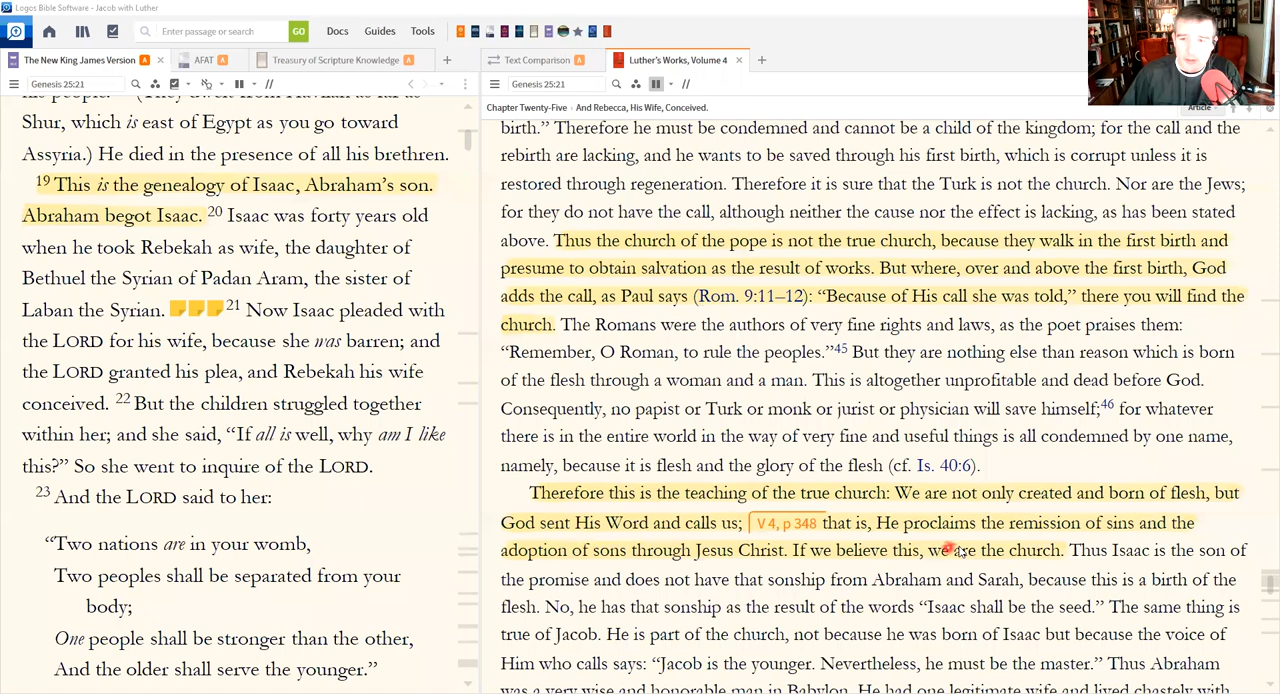 Logos Bible Software - Jacob with Luther
Enter passage or search
GO
Docs
Guides
Tools
The New King James Version A
AFAT A
Treasury of Scripture Knowledge A
Text Comparison A
Luther's Works, Volume 4
Genesis 25:21
Genesis 25:21
Chapter Twenty-Five › And Rebecca, His Wife, Conceived.
Article
Shur, which is east of Egypt as you go toward
Assyria.) He died in the presence of all his brethren.
19 This is the genealogy of Isaac, Abraham's son.
Abraham begot Isaac. 20 Isaac was forty years old
when he took Rebekah as wife, the daughter of
Bethuel the Syrian of Padan Aram, the sister of
Laban the Syrian. 21 Now Isaac pleaded with
the LORD for his wife, because she was barren; and
the LORD granted his plea, and Rebekah his wife
conceived. 22 But the children struggled together
within her; and she said, “If all is well, why am I like
this?” So she went to inquire of the LORD.
23 And the LORD said to her:
“Two nations are in your womb,
Two peoples shall be separated from your
body;
One people shall be stronger than the other,
And the older shall serve the younger.”
birth.” Therefore he must be condemned and cannot be a child of the kingdom; for the call and the
rebirth are lacking, and he wants to be saved through his first birth, which is corrupt unless it is
restored through regeneration. Therefore it is sure that the Turk is not the church. Nor are the Jews;
for they do not have the call, although neither the cause nor the effect is lacking, as has been stated
above. Thus the church of the pope is not the true church, because they walk in the first birth and
presume to obtain salvation as the result of works. But where, over and above the first birth, God
adds the call, as Paul says (Rom. 9:11–12): “Because of His call she was told,” there you will find the
church. The Romans were the authors of very fine rights and laws, as the poet praises them:
“Remember, O Roman, to rule the peoples.”45 But they are nothing else than reason which is born
of the flesh through a woman and a man. This is altogether unprofitable and dead before God.
Consequently, no papist or Turk or monk or jurist or physician will save himself;46 for whatever
there is in the entire world in the way of very fine and useful things is all condemned by one name,
namely, because it is flesh and the glory of the flesh (cf. Is. 40:6).
Therefore this is the teaching of the true church: We are not only created and born of flesh, but
God sent His Word and calls us; V 4, p 348 that is, He proclaims the remission of sins and the
adoption of sons through Jesus Christ. If we believe this, we are the church. Thus Isaac is the son of
the promise and does not have that sonship from Abraham and Sarah, because this is a birth of the
flesh. No, he has that sonship as the result of the words “Isaac shall be the seed.” The same thing is
true of Jacob. He is part of the church, not because he was born of Isaac but because the voice of
Him who calls says: “Jacob is the younger. Nevertheless, he must be the master.” Thus Abraham
was a very wise and honorable man in Babylon. He had one legitimate wife and lived chastely with